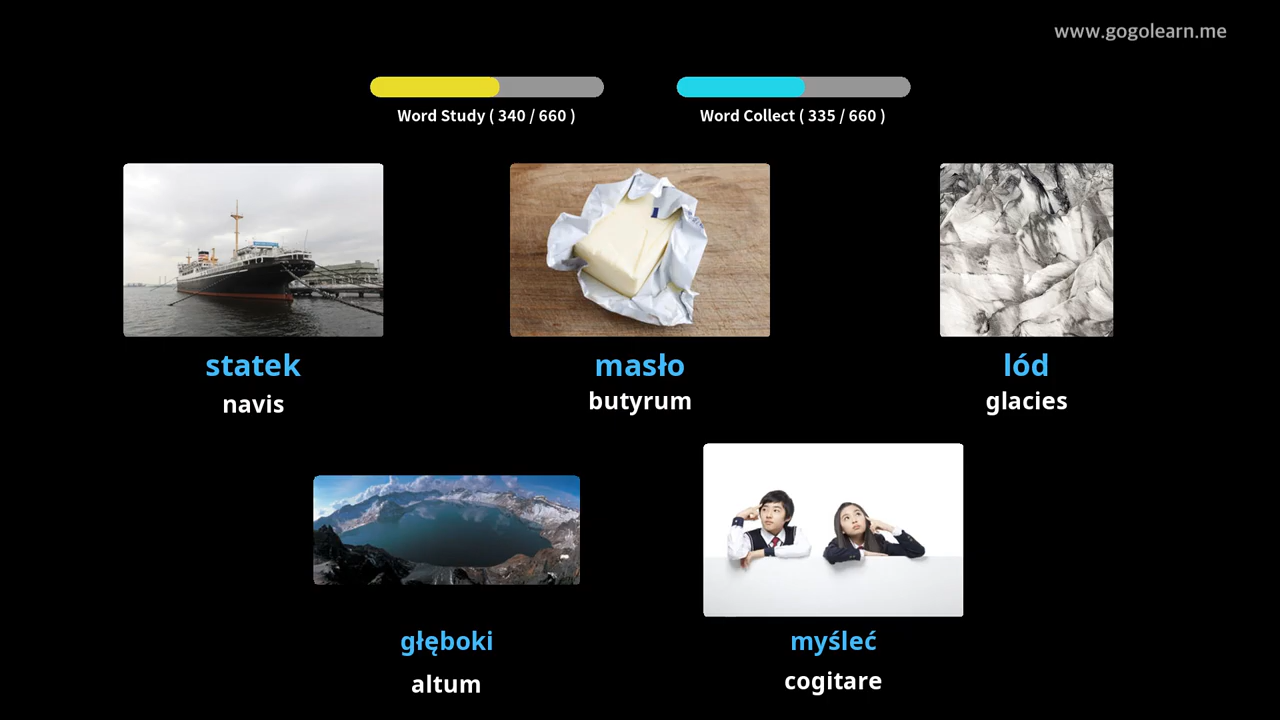 www.gogolearn.me
Word Study ( 340 / 660 )
Word Collect ( 335 / 660 )
statek
navis
masło
butyrum
lód
glacies
głęboki
altum
myśleć
cogitare